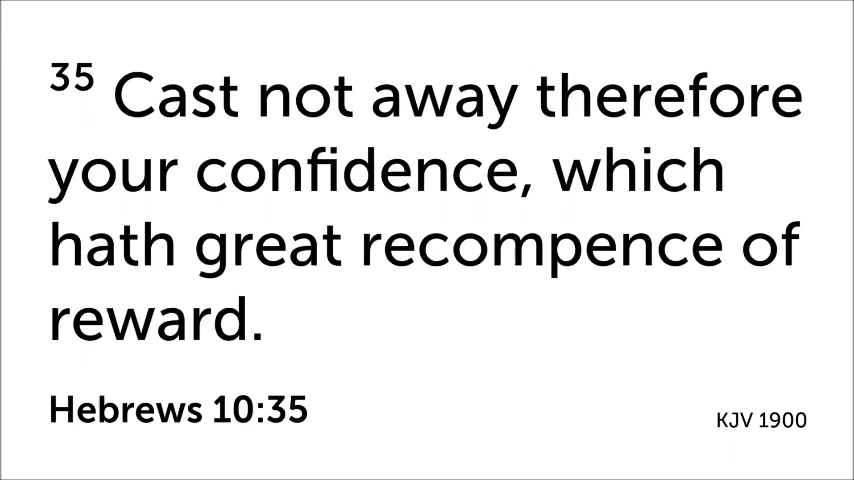 35 Cast not away therefore
your confidence, which
hath great recompence of
reward.
Hebrews 10:35
KJV 1900